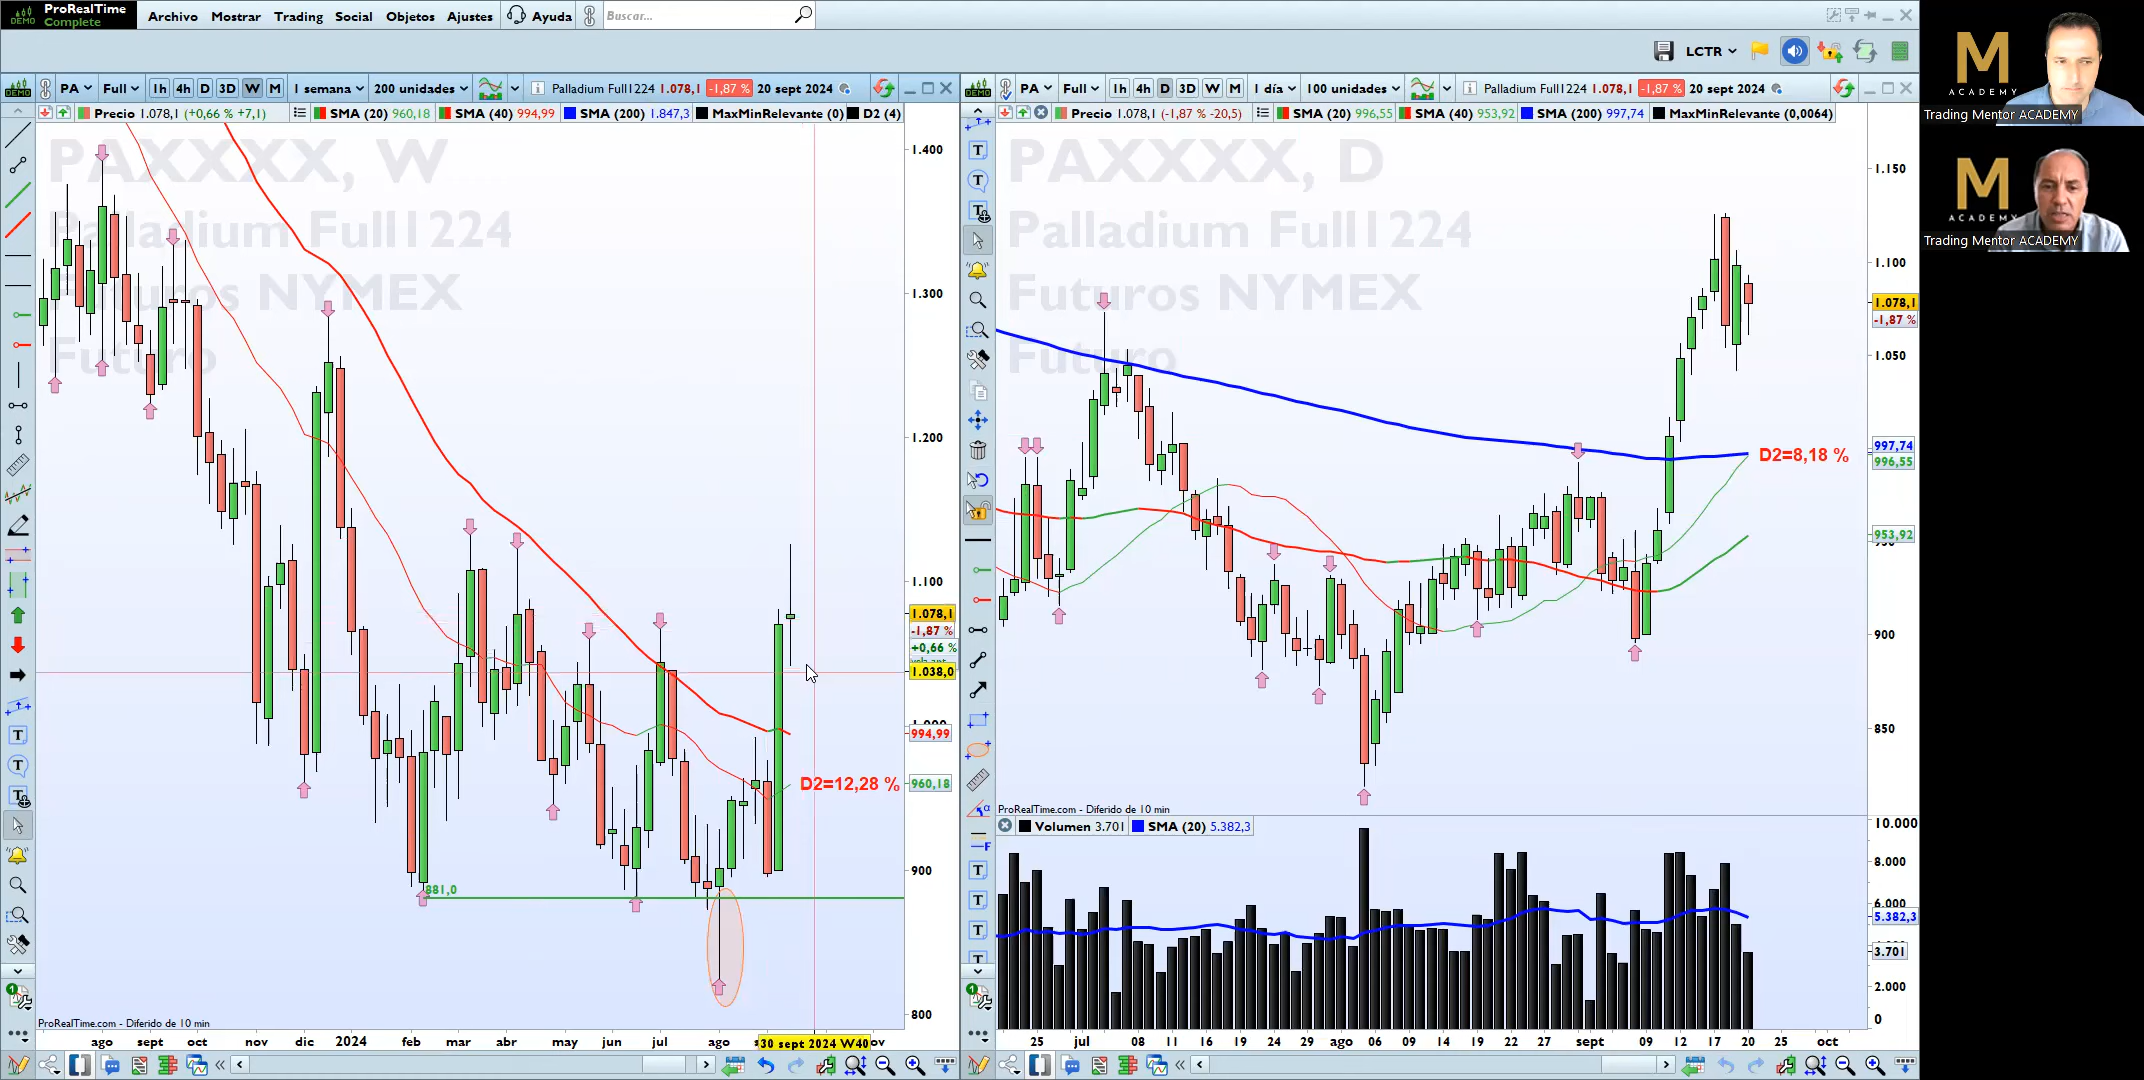 ProRealTime
DEMO Complete
Archivo Mostrar Trading Social Objetos Ajustes Ayuda Buscar...
LCTR
DEMO PA Full 1h 4h D 3D W M 1 semana 200 unidades Palladium Full1224 1.078,1 -1,87 % 20 sept 2024
Precio 1.078,1 (+0,66 % +7,1) SMA (20) 960,18 SMA (40) 994,99 SMA (200) 1.847,3 MaxMinRelevante (0) D2 (4)
PAXXXX, W
Palladium Full1224
Futuros NYMEX
Futuro
1.400
1.300
1.200
1.100
1.078,1
-1,87 %
+0,66 %
1.038,0
994,99
D2=12,28 % 960,18
881,0
900
800
ProRealTime.com - Diferido de 10 min
ago sept oct nov dic 2024 feb mar abr may jun jul ago 30 sept 2024 W40
DEMO PA Full 1h 4h D 3D W M 1 día 100 unidades Palladium Full1224 1.078,1 -1,87 % 20 sept 2024
Precio 1.078,1 (-1,87 % -20,5) SMA (20) 996,55 SMA (40) 953,92 SMA (200) 997,74 MaxMinRelevante (0,0064)
PAXXXX, D
Palladium Full1224
Futuros NYMEX
Futuro
1.150
1.100
1.078,1
-1,87 %
1.050
997,74
D2=8,18 %
996,55
953,92
900
850
ProRealTime.com - Diferido de 10 min
Volumen 3.701 SMA (20) 5.382,3
10.000
8.000
6.000
5.382,3
3.701
2.000
0
25 jul 08 11 16 19 24 29 ago 06 09 14 19 22 27 sept 09 12 17 20 25 oct
M
ACADEMY
Trading Mentor ACADEMY
M
ACADEMY
Trading Mentor ACADEMY